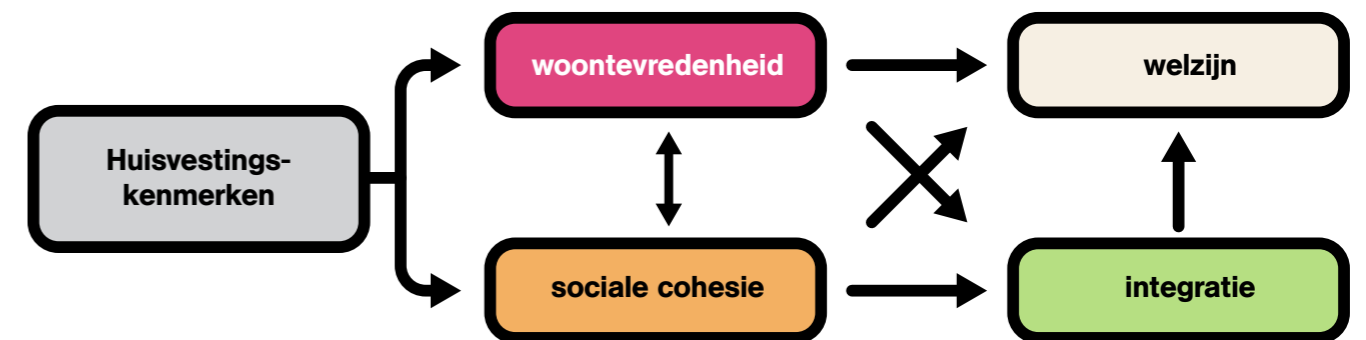 Huisvestings-
kenmerken
woontevredenheid
welzijn
sociale cohesie
integratie